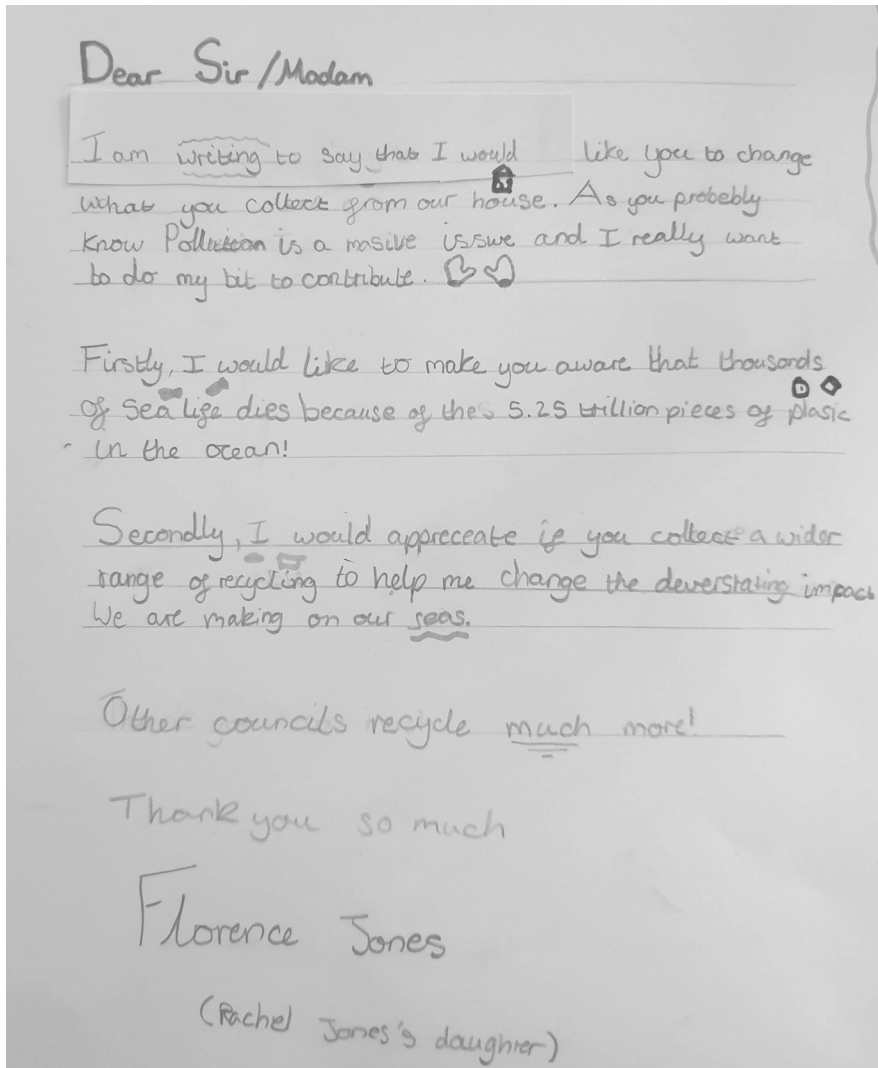 Dear Sir/Madam
I am writing to say that I would like you to change
what you collect from our house. As you probebly
know Pollution is a masive issue and I really want
to do my bit to contribute.
Firstly, I would like to make you aware that thousands
of sea life dies because of the 5.25 trillion pieces of plasic
in the ocean!
Secondly, I would appreceate if you collect a wider
range of recycling to help me change the deverstating impact
We are making on our seas.
Other councils recycle much more!
Thank you so much
Florence Jones
(Rachel Jones's daughter)